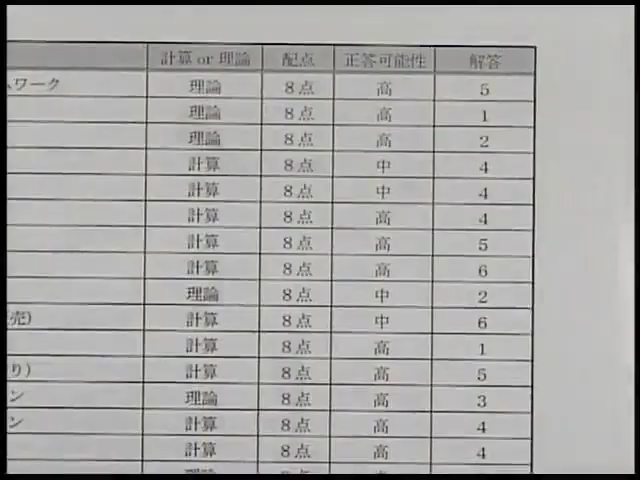 計算 or 理論 配点 正答可能性 解答
ワーク 理論 8点 高 5
理論 8点 高 1
理論 8点 高 2
計算 8点 中 4
計算 8点 中 4
計算 8点 高 4
計算 8点 高 5
計算 8点 高 6
理論 8点 中 2
売) 計算 8点 中 6
計算 8点 高 1
り) 計算 8点 高 5
ン 理論 8点 高 3
ン 計算 8点 高 4
計算 8点 高 4